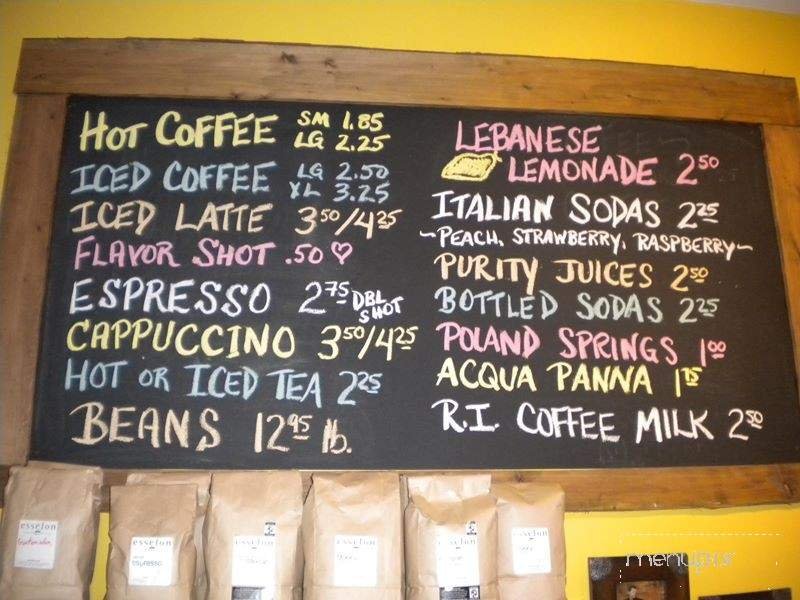 HOT COFFEE SM 1.85
LG 2.25
ICED COFFEE LG 2.50
XL 3.25
ICED LATTE 3.50/4.25
FLAVOR SHOT .50 ♡
ESPRESSO 2.75 DBL SHOT
CAPPUCCINO 3.50/4.25
HOT OR ICED TEA 2.25
BEANS 12.95 lb.
LEBANESE
LEMONADE 2.50
ITALIAN SODAS 2.25
~PEACH, STRAWBERRY, RASPBERRY~
PURITY JUICES 2.50
BOTTLED SODAS 2.25
POLAND SPRINGS 1.00
ACQUA PANNA 1.75
R.I. COFFEE MILK 2.50
esselon
esselon
espresso
esselon
esselon
esselon
esselon
menupix